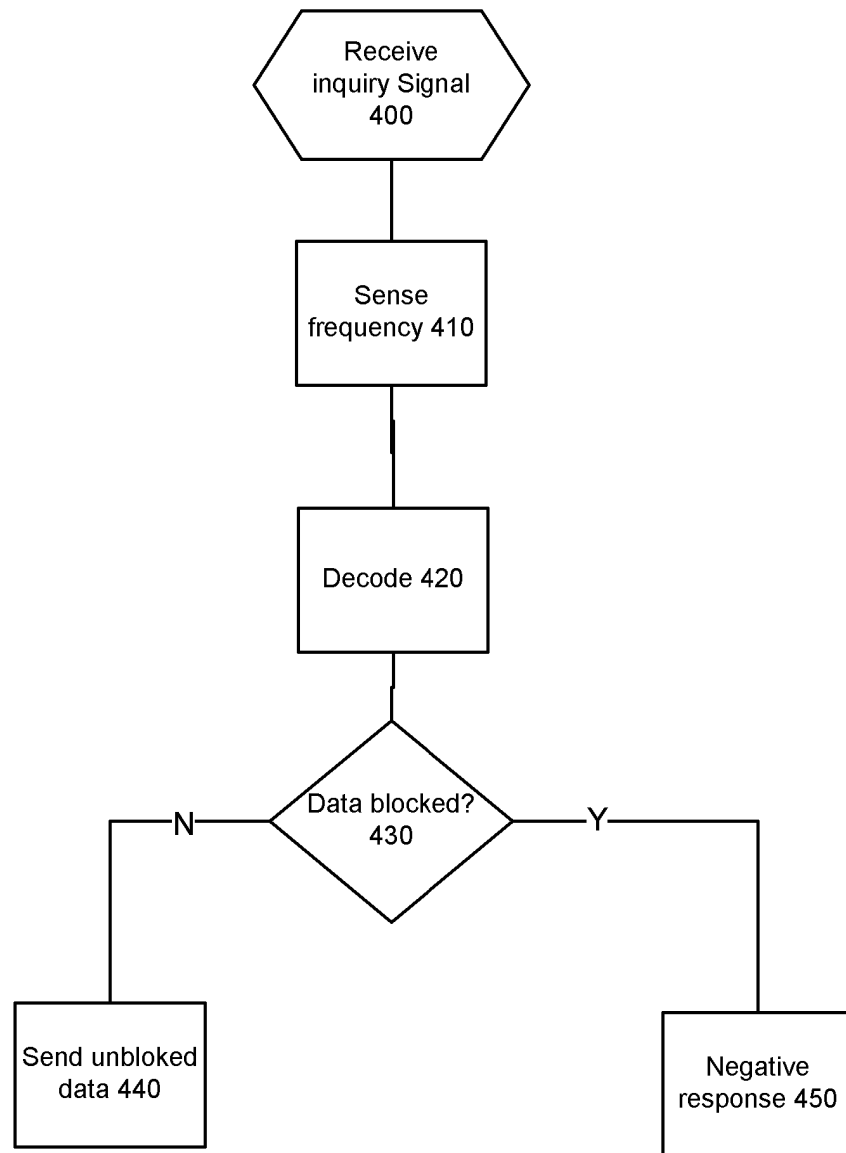 Receive
inquiry Signal
400
Sense
frequency 410
Decode 420
Data blocked?
430
N
Y
Send unbloked
data 440
Negative
response 450